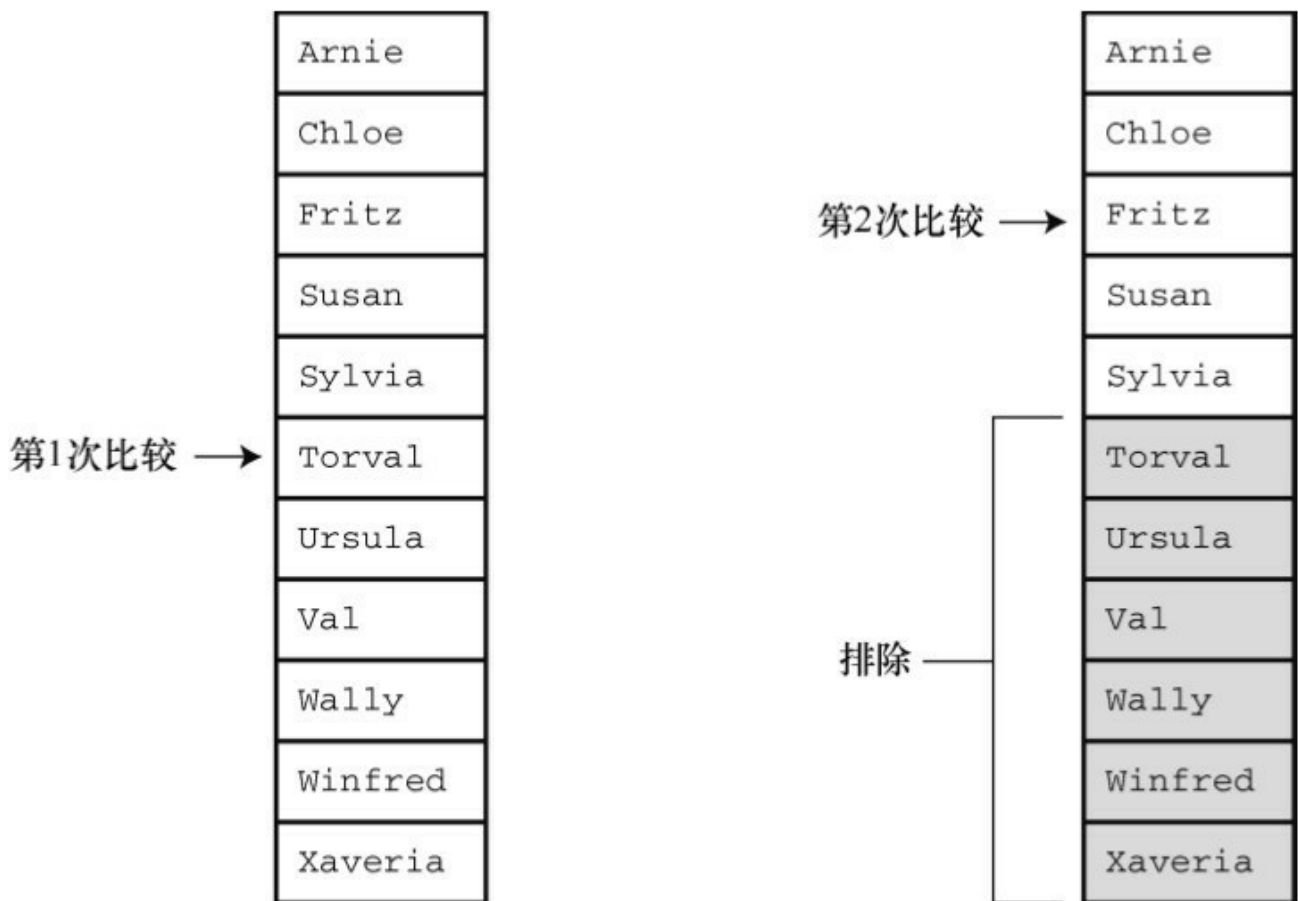 Arnie
Chloe
Fritz
Susan
Sylvia
第1次比较
Torval
Ursula
Val
Wally
Winfred
Xaveria
Arnie
Chloe
第2次比较
Fritz
Susan
Sylvia
Torval
Ursula
Val
排除
Wally
Winfred
Xaveria